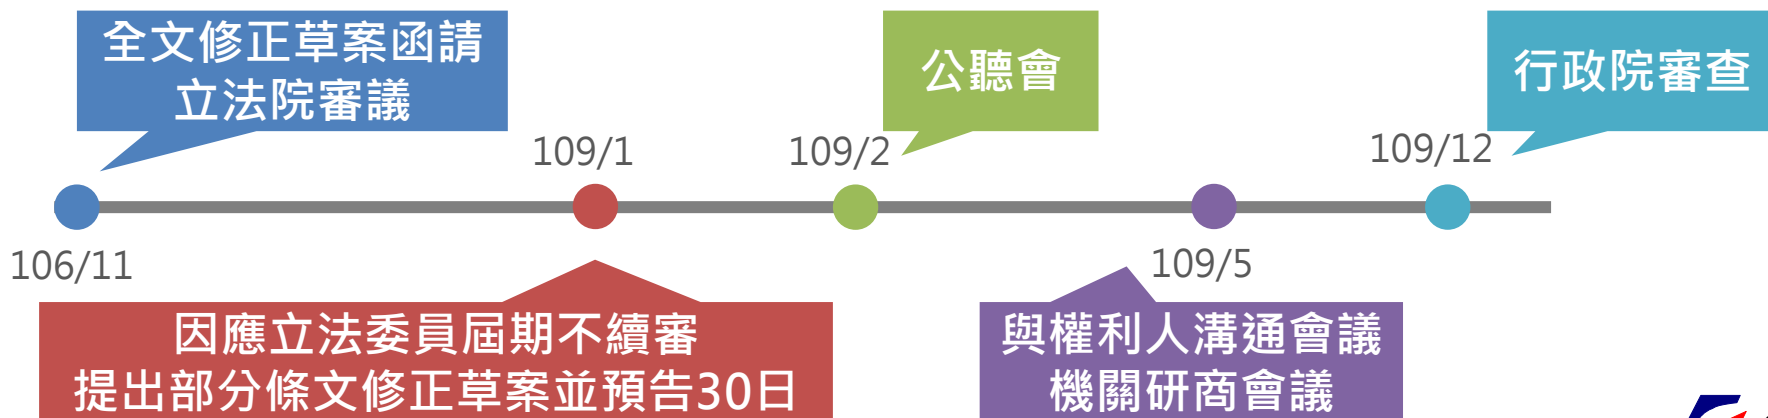 全文修正草案函請
立法院審議
公聽會
行政院審查
109/1
109/2
109/12
106/11
109/5
因應立法委員屆期不續審
提出部分條文修正草案並預告30日
與權利人溝通會議
機關研商會議